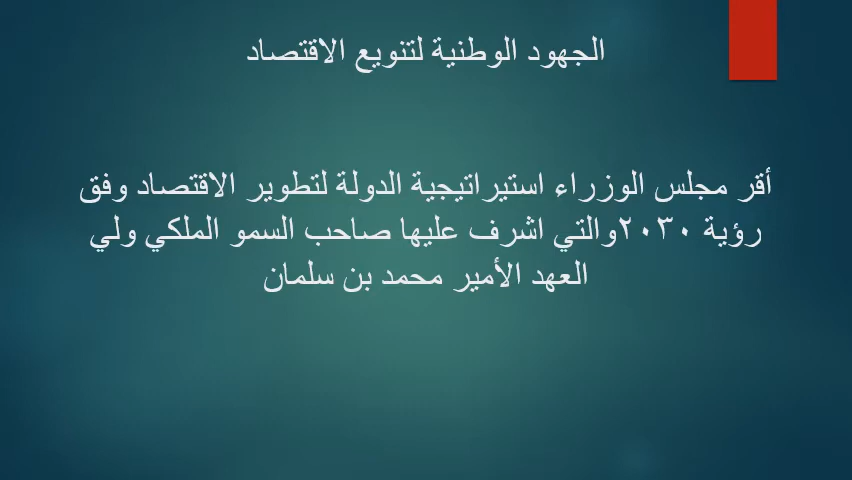 الجهود الوطنية لتنويع الاقتصاد
أقر مجلس الوزراء استيراتيجية الدولة لتطوير الاقتصاد وفق
رؤية ٢٠٣٠والتي اشرف عليها صاحب السمو الملكي ولي
العهد الأمير محمد بن سلمان